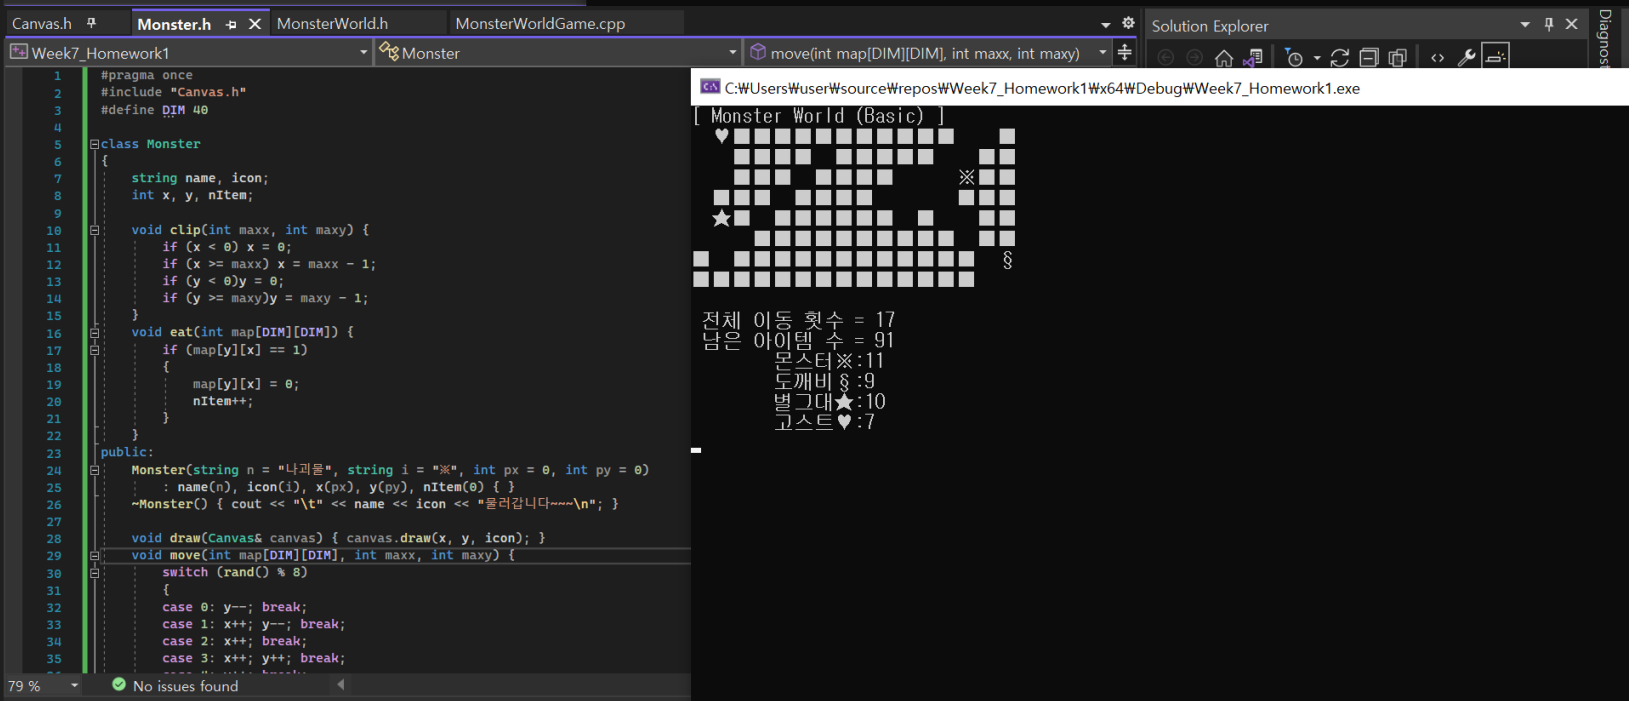 Canvas.h
Monster.h
MonsterWorld.h
MonsterWorldGame.cpp
Week7_Homework1
Monster
move(int map[DIM][DIM], int maxx, int maxy)
1 #pragma once
2 #include "Canvas.h"
3 #define DIM 40
4
5 class Monster
6 {
7 string name, icon;
8 int x, y, nItem;
9
10 void clip(int maxx, int maxy) {
11 if (x < 0) x = 0;
12 if (x >= maxx) x = maxx - 1;
13 if (y < 0)y = 0;
14 if (y >= maxy)y = maxy - 1;
15 }
16 void eat(int map[DIM][DIM]) {
17 if (map[y][x] == 1)
18 {
19 map[y][x] = 0;
20 nItem++;
21 }
22 }
23 public:
24 Monster(string n = "나괴물", string i = "※", int px = 0, int py = 0)
25 : name(n), icon(i), x(px), y(py), nItem(0) { }
26 ~Monster() { cout << "\t" << name << icon << "물러갑니다~~~\n"; }
27
28 void draw(Canvas& canvas) { canvas.draw(x, y, icon); }
29 void move(int map[DIM][DIM], int maxx, int maxy) {
30 switch (rand() % 8)
31 {
32 case 0: y--; break;
33 case 1: x++; y--; break;
34 case 2: x++; break;
35 case 3: x++; y++; break;
79 %
No issues found
Solution Explorer
Diagnost
C:\Users\user\source\repos\Week7_Homework1\x64\Debug\Week7_Homework1.exe
[ Monster World (Basic) ]
전체 이동 횟수 = 17
남은 아이템 수 = 91
몬스터※:11
도깨비§:9
별그대★:10
고스트♥:7